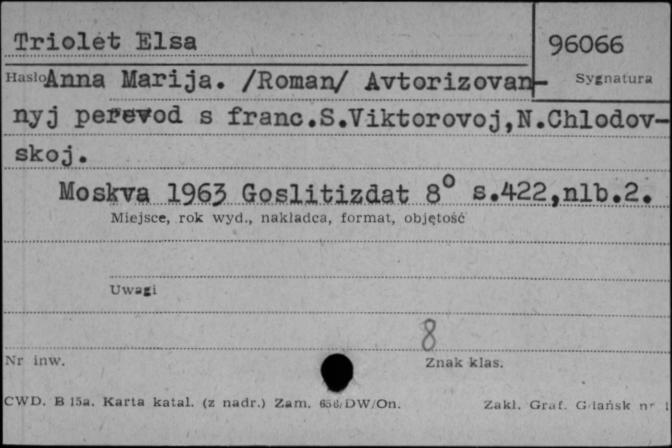 Triolet Elsa
96066
Hasło Anna Marija. /Roman/ Avtorizovan-
Sygnatura
nyj perevod s franc.S.Viktorovoj,N.Chlodov-
skoj.
Moskva 1963 Goslitizdat 8° s.422,nlb.2.
Miejsce, rok wyd., nakładca, format, objętość
Uwagi
8
Nr inw.
Znak klas.
CWD. B 15a. Karta katal. (z nadr.) Zam. 656/DW/On.
Zakł. Graf. Gdańsk nr 1